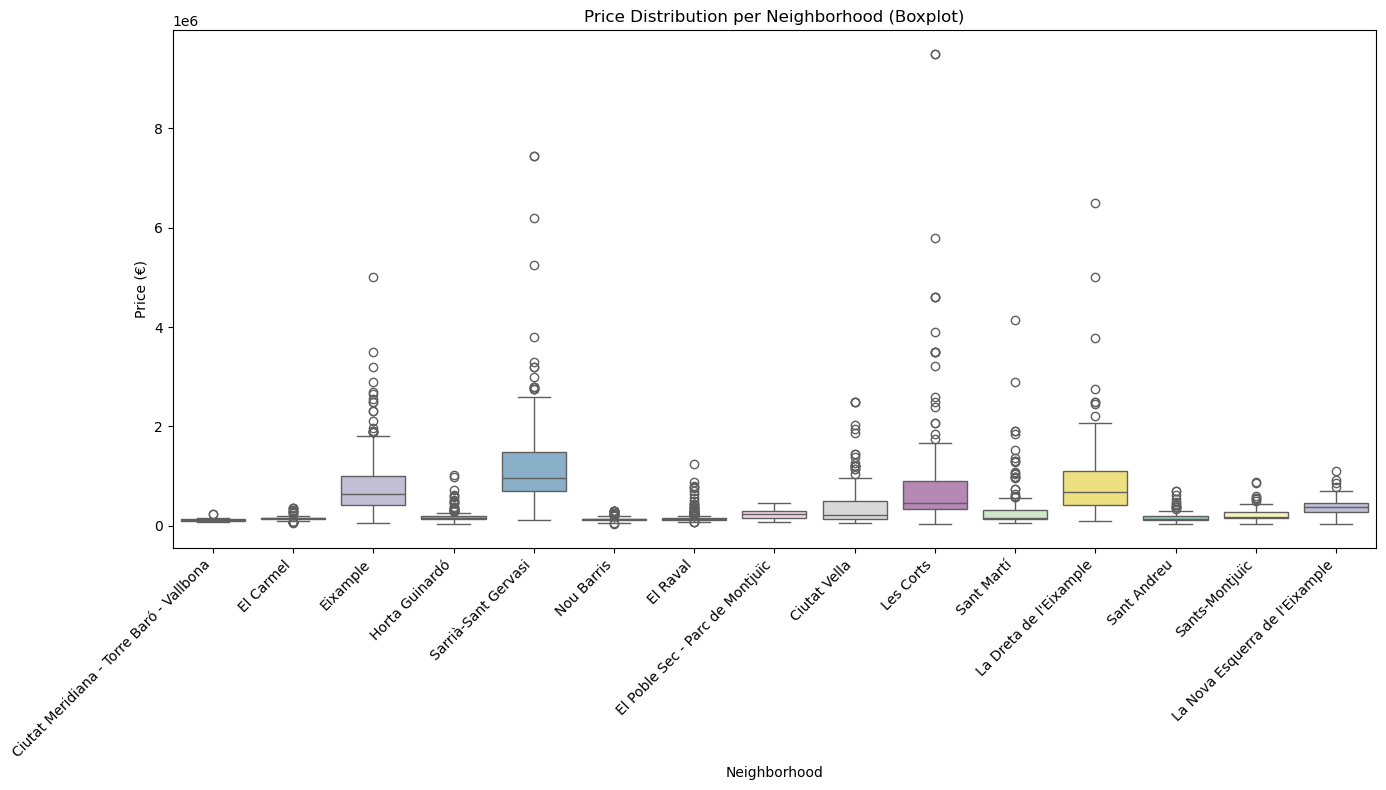 Price Distribution per Neighborhood (Boxplot)
1e6
8
6
4
2
0
Price (€)
Ciutat Meridiana - Torre Baró - Vallbona
El Carmel
Eixample
Horta Guinardó
Sarrià-Sant Gervasi
Nou Barris
El Raval
El Poble Sec - Parc de Montjuïc
Ciutat Vella
Les Corts
Sant Martí
La Dreta de l'Eixample
Sant Andreu
Sants-Montjuïc
La Nova Esquerra de l'Eixample
Neighborhood